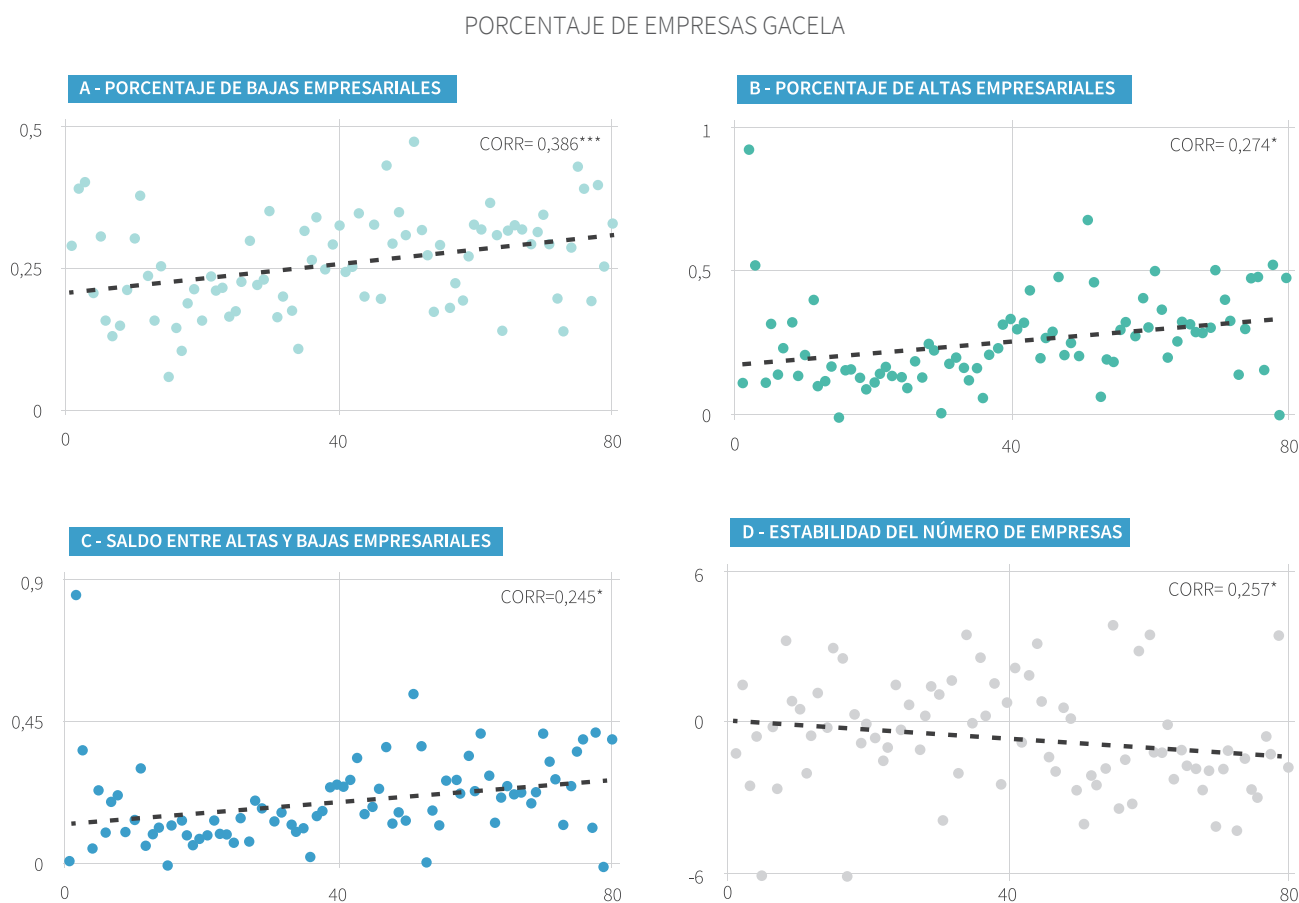 PORCENTAJE DE EMPRESAS GACELA
A - PORCENTAJE DE BAJAS EMPRESARIALES
0,5
CORR= 0,386***
0,25
0
0
40
80
B - PORCENTAJE DE ALTAS EMPRESARIALES
1
CORR= 0,274*
0,5
0
0
40
80
C - SALDO ENTRE ALTAS Y BAJAS EMPRESARIALES
0,9
CORR=0,245*
0,45
0
0
40
80
D - ESTABILIDAD DEL NÚMERO DE EMPRESAS
6
CORR= 0,257*
0
-6
0
40
80